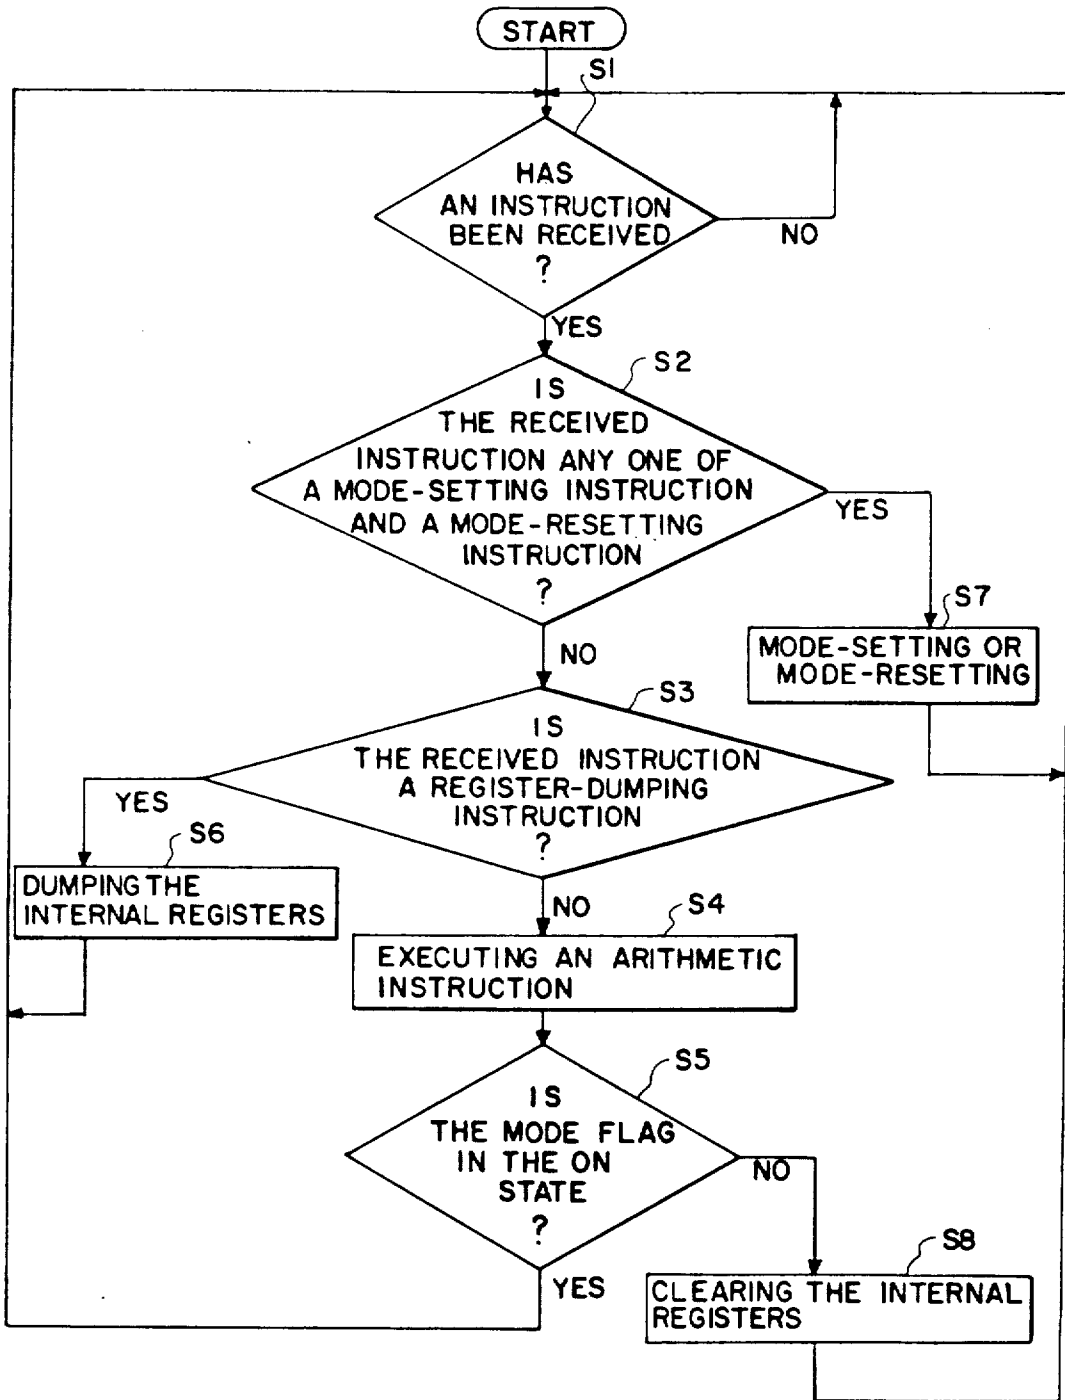 START
S1
HAS
AN INSTRUCTION
BEEN RECEIVED
?
NO
YES
S2
IS
THE RECEIVED
INSTRUCTION ANY ONE OF
A MODE-SETTING INSTRUCTION
AND A MODE-RESETTING
INSTRUCTION
?
YES
S7
MODE-SETTING OR
MODE-RESETTING
NO
S3
IS
THE RECEIVED INSTRUCTION
A REGISTER-DUMPING
INSTRUCTION
?
YES
S6
DUMPING THE
INTERNAL REGISTERS
NO
S4
EXECUTING AN ARITHMETIC
INSTRUCTION
S5
IS
THE MODE FLAG
IN THE ON
STATE
?
NO
YES
S8
CLEARING THE INTERNAL
REGISTERS